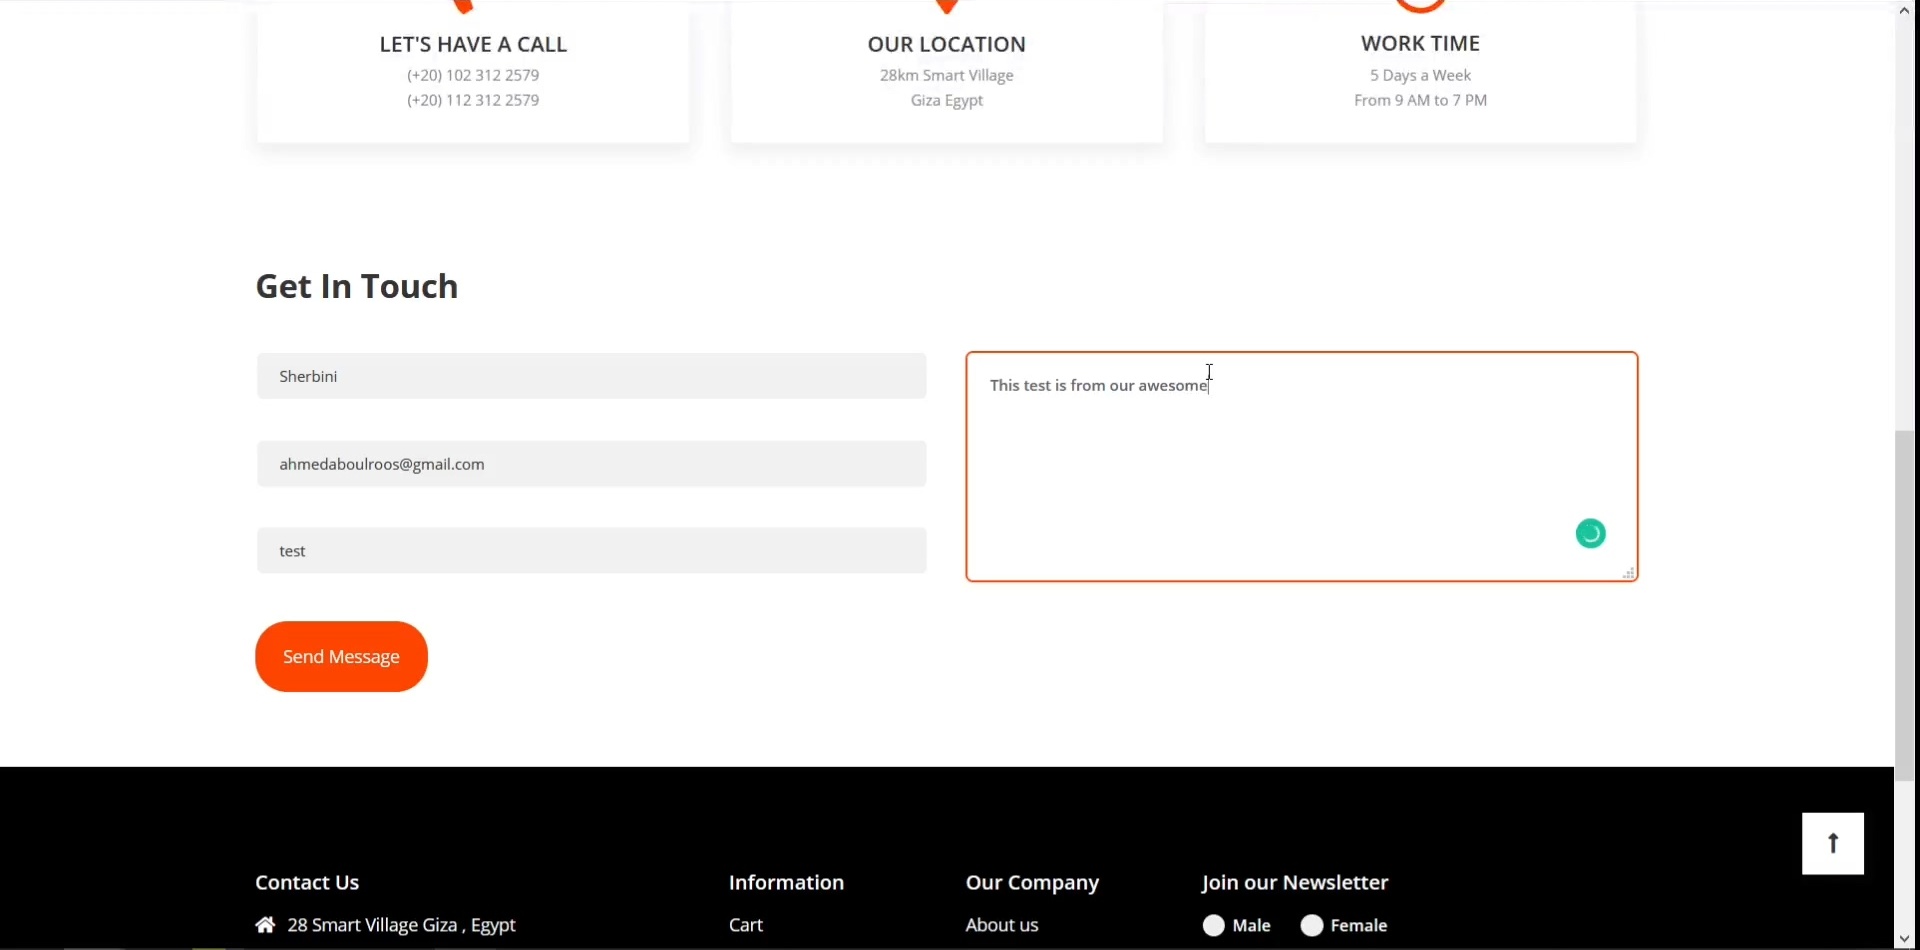 LET'S HAVE A CALL
(+20) 102 312 2579
(+20) 112 312 2579
OUR LOCATION
28km Smart Village
Giza Egypt
WORK TIME
5 Days a Week
From 9 AM to 7 PM
Get In Touch
Sherbini
ahmedaboulroos@gmail.com
test
This test is from our awesome
Send Message
Contact Us
28 Smart Village Giza , Egypt
Information
Cart
Our Company
About us
Join our Newsletter
Male Female